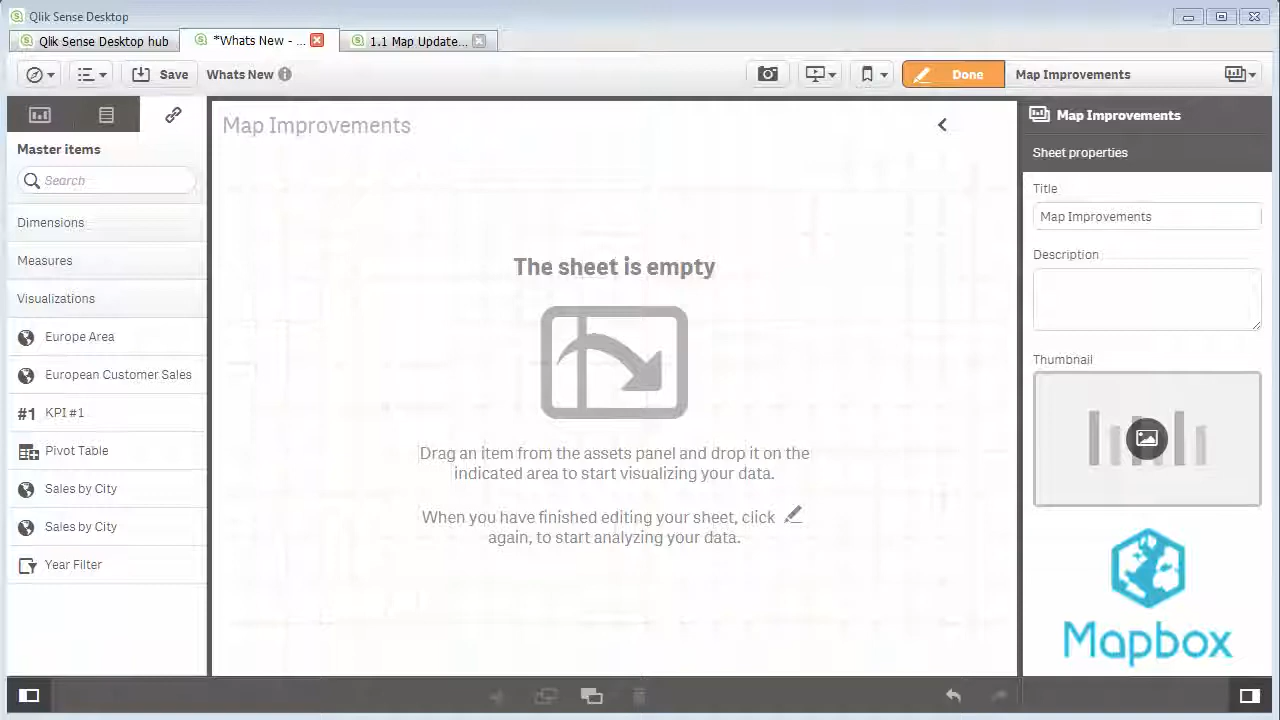 Qlik Sense Desktop
Qlik Sense Desktop hub
*Whats New - ...
1.1 Map Update...
Save
Whats New
Done
Map Improvements
Master items
Search
Dimensions
Measures
Visualizations
Europe Area
European Customer Sales
#1 KPI #1
Pivot Table
Sales by City
Sales by City
Year Filter
Map Improvements
The sheet is empty
Drag an item from the assets panel and drop it on the
indicated area to start visualizing your data.
When you have finished editing your sheet, click
again, to start analyzing your data.
Map Improvements
Sheet properties
Title
Map Improvements
Description
Thumbnail
Mapbox